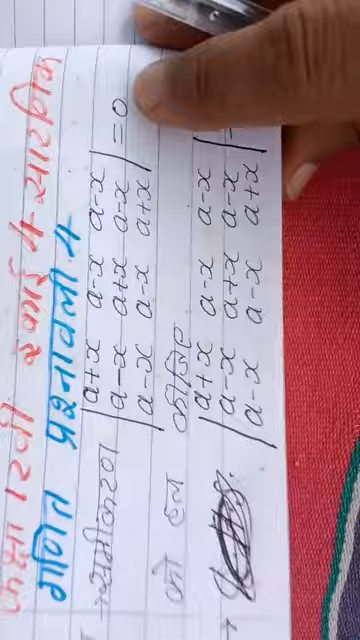 कक्षा 12वी इकाई 4 - सारणिक
गणित प्रश्नावली 4
→ समीकरण |a+x a-x a-x|
|a-x a+x a-x| = 0
|a-x a-x a+x|
को हल कीजिए
|a+x a-x a-x|
|a-x a+x a-x|
|a-x a-x a+x|